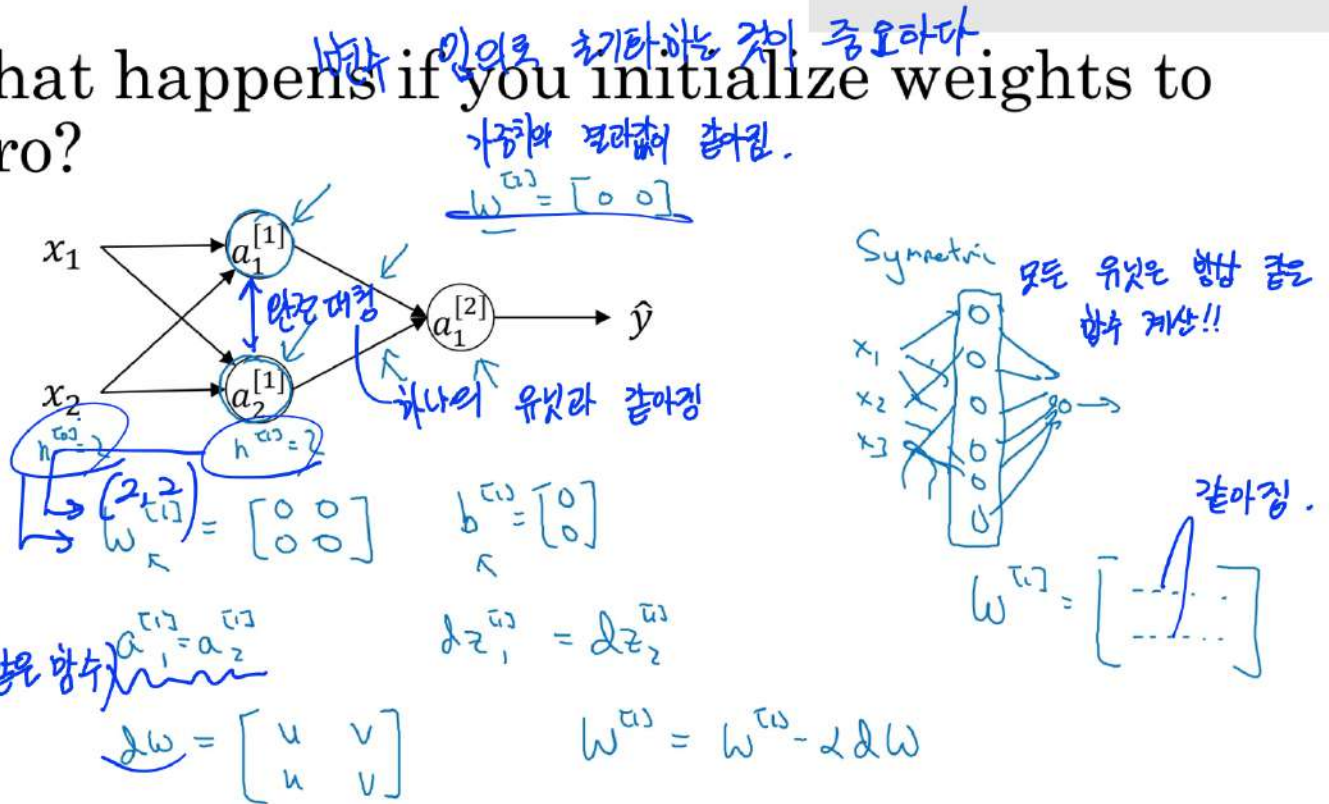 임의로 초기화하는 것이 중요하다
hat happens if you initialize weights to
ro?
가중치와 결과값이 같아짐.
w^[2] = [0 0]
x₁ a₁^[1]
완전 대칭
a₁^[2] ŷ
x₂ a₂^[1]
하나의 유닛과 같아짐
n^[0]=2 n^[1]=2
(2,2)
w^[1] = [0 0
0 0]
b^[1] = [0
0]
a₁^[1] = a₂^[1]
dz₁^[1] = dz₂^[1]
같은 함수
dw = [u v
u v]
W^[1] = W^[1] - αdW
Symmetric
모든 유닛은 항상 같은
함수 계산!!
x₁
x₂
x₃
같아짐.
W^[1] = [
]